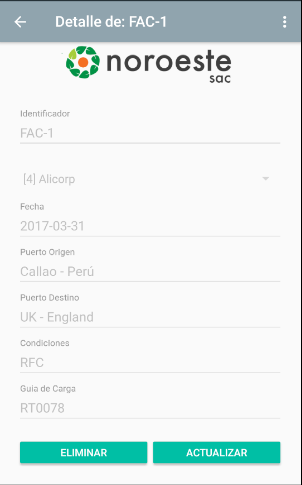 Detalle de: FAC-1
noroeste
sac
Identificador
FAC-1
[4] Alicorp
Fecha
2017-03-31
Puerto Origen
Callao - Perú
Puerto Destino
UK - England
Condiciones
RFC
Guia de Carga
RT0078
ELIMINAR ACTUALIZAR